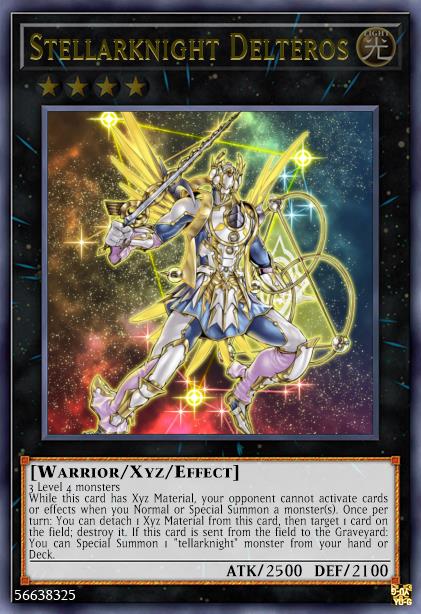 STELLARKNIGHT DELTEROS
LIGHT
光
[WARRIOR/XYZ/EFFECT]
3 Level 4 monsters
While this card has Xyz Material, your opponent cannot activate cards
or effects when you Normal or Special Summon a monster(s). Once per
turn: You can detach 1 Xyz Material from this card, then target 1 card on
the field; destroy it. If this card is sent from the field to the Graveyard:
You can Special Summon 1 "tellarknight" monster from your hand or
Deck.
ATK/2500 DEF/2100
56638325